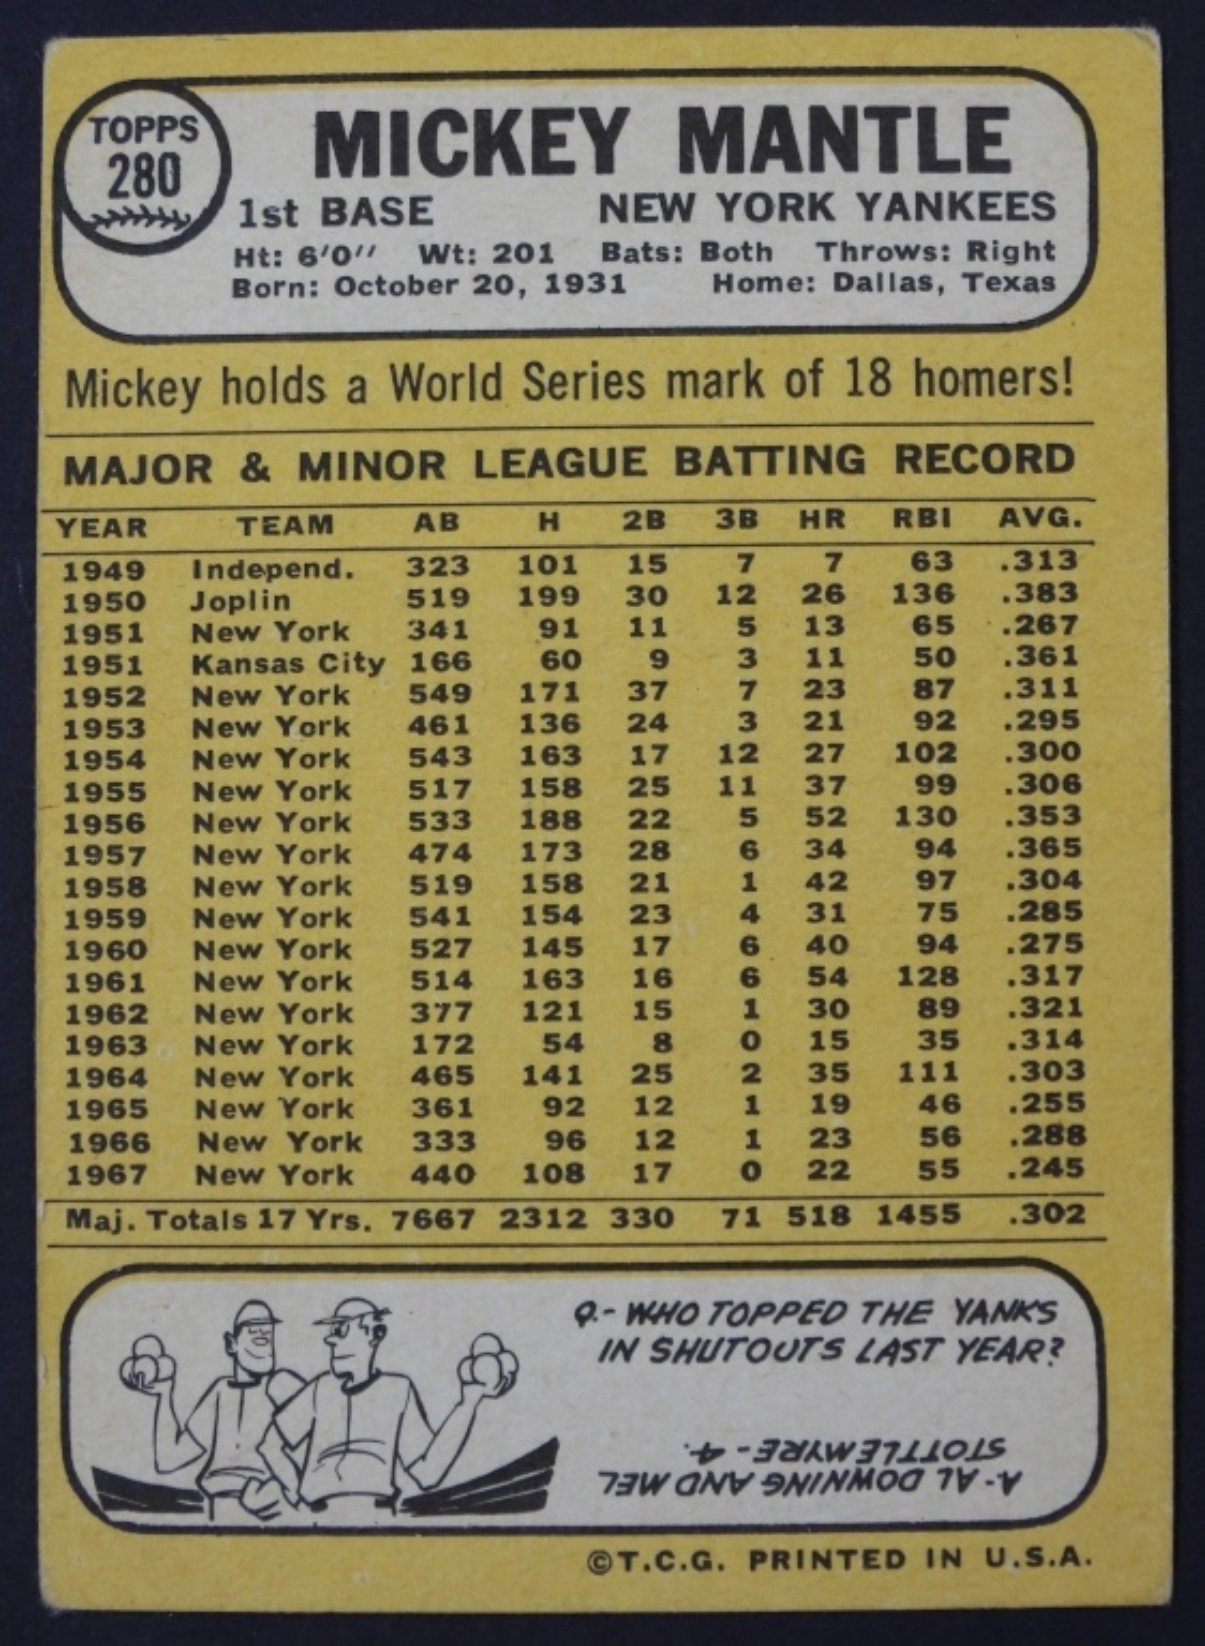 TOPPS
280
MICKEY MANTLE
1st BASE NEW YORK YANKEES
Ht: 6'0" Wt: 201 Bats: Both Throws: Right
Born: October 20, 1931 Home: Dallas, Texas
Mickey holds a World Series mark of 18 homers!
MAJOR & MINOR LEAGUE BATTING RECORD
YEAR TEAM AB H 2B 3B HR RBI AVG.
1949 Independ. 323 101 15 7 7 63 .313
1950 Joplin 519 199 30 12 26 136 .383
1951 New York 341 91 11 5 13 65 .267
1951 Kansas City 166 60 9 3 11 50 .361
1952 New York 549 171 37 7 23 87 .311
1953 New York 461 136 24 3 21 92 .295
1954 New York 543 163 17 12 27 102 .300
1955 New York 517 158 25 11 37 99 .306
1956 New York 533 188 22 5 52 130 .353
1957 New York 474 173 28 6 34 94 .365
1958 New York 519 158 21 1 42 97 .304
1959 New York 541 154 23 4 31 75 .285
1960 New York 527 145 17 6 40 94 .275
1961 New York 514 163 16 6 54 128 .317
1962 New York 377 121 15 1 30 89 .321
1963 New York 172 54 8 0 15 35 .314
1964 New York 465 141 25 2 35 111 .303
1965 New York 361 92 12 1 19 46 .255
1966 New York 333 96 12 1 23 56 .288
1967 New York 440 108 17 0 22 55 .245
Maj. Totals 17 Yrs. 7667 2312 330 71 518 1455 .302
Q.- WHO TOPPED THE YANKS
IN SHUTOUTS LAST YEAR?
A- AL DOWNING AND MEL
STOTTLEMYRE - 4.
©T.C.G. PRINTED IN U.S.A.